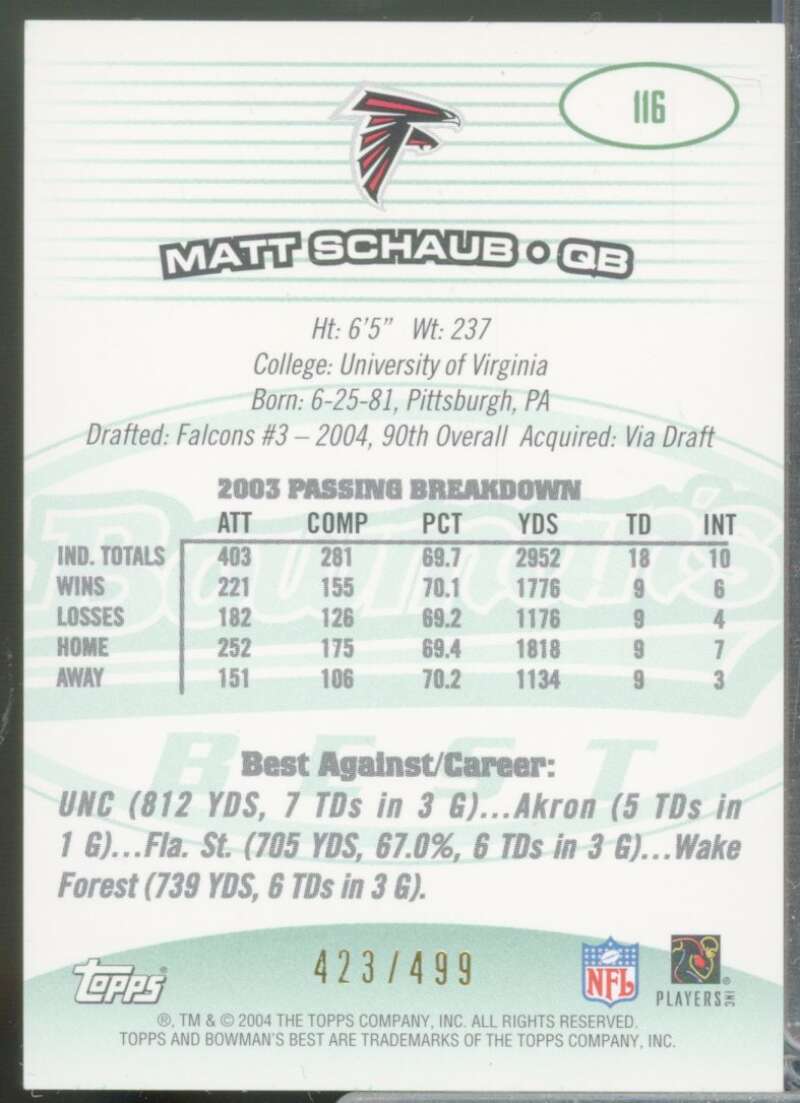 116
MATT SCHAUB • QB
Ht: 6'5" Wt: 237
College: University of Virginia
Born: 6-25-81, Pittsburgh, PA
Drafted: Falcons #3 – 2004, 90th Overall Acquired: Via Draft
2003 PASSING BREAKDOWN
ATT COMP PCT YDS TD INT
IND. TOTALS 403 281 69.7 2952 18 10
WINS 221 155 70.1 1776 9 6
LOSSES 182 126 69.2 1176 9 4
HOME 252 175 69.4 1818 9 7
AWAY 151 106 70.2 1134 9 3
Bowman's
BEST
Best Against/Career:
UNC (812 YDS, 7 TDs in 3 G)...Akron (5 TDs in
1 G)...Fla. St. (705 YDS, 67.0%, 6 TDs in 3 G)...Wake
Forest (739 YDS, 6 TDs in 3 G).
topps®
423/499
NFL
PLAYERS INC ®
®, TM & © 2004 THE TOPPS COMPANY, INC. ALL RIGHTS RESERVED.
TOPPS AND BOWMAN'S BEST ARE TRADEMARKS OF THE TOPPS COMPANY, INC.